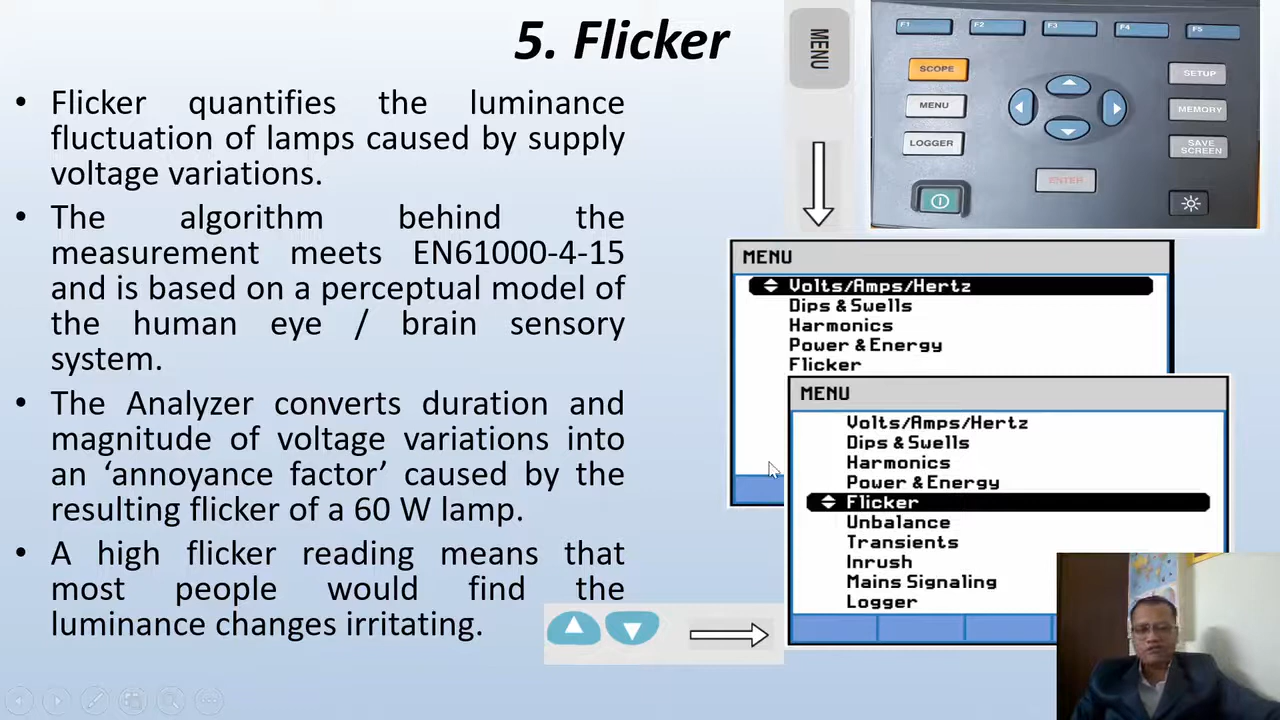 5. Flicker
• Flicker quantifies the luminance
fluctuation of lamps caused by supply
voltage variations.
• The algorithm behind the
measurement meets EN61000-4-15
and is based on a perceptual model of
the human eye / brain sensory
system.
• The Analyzer converts duration and
magnitude of voltage variations into
an ‘annoyance factor’ caused by the
resulting flicker of a 60 W lamp.
• A high flicker reading means that
most people would find the
luminance changes irritating.
MENU
F1 F2 F3 F4 F5
SCOPE
MENU
LOGGER
SETUP
MEMORY
SAVE
SCREEN
ENTER
MENU
Volts/Amps/Hertz
Dips & Swells
Harmonics
Power & Energy
Flicker
MENU
Volts/Amps/Hertz
Dips & Swells
Harmonics
Power & Energy
Flicker
Unbalance
Transients
Inrush
Mains Signaling
Logger